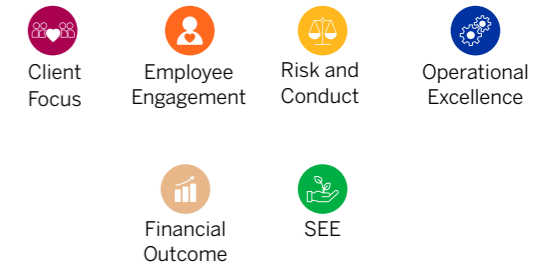 Client
Focus
Employee
Engagement
Risk and
Conduct
Operational
Excellence
Financial
Outcome
SEE